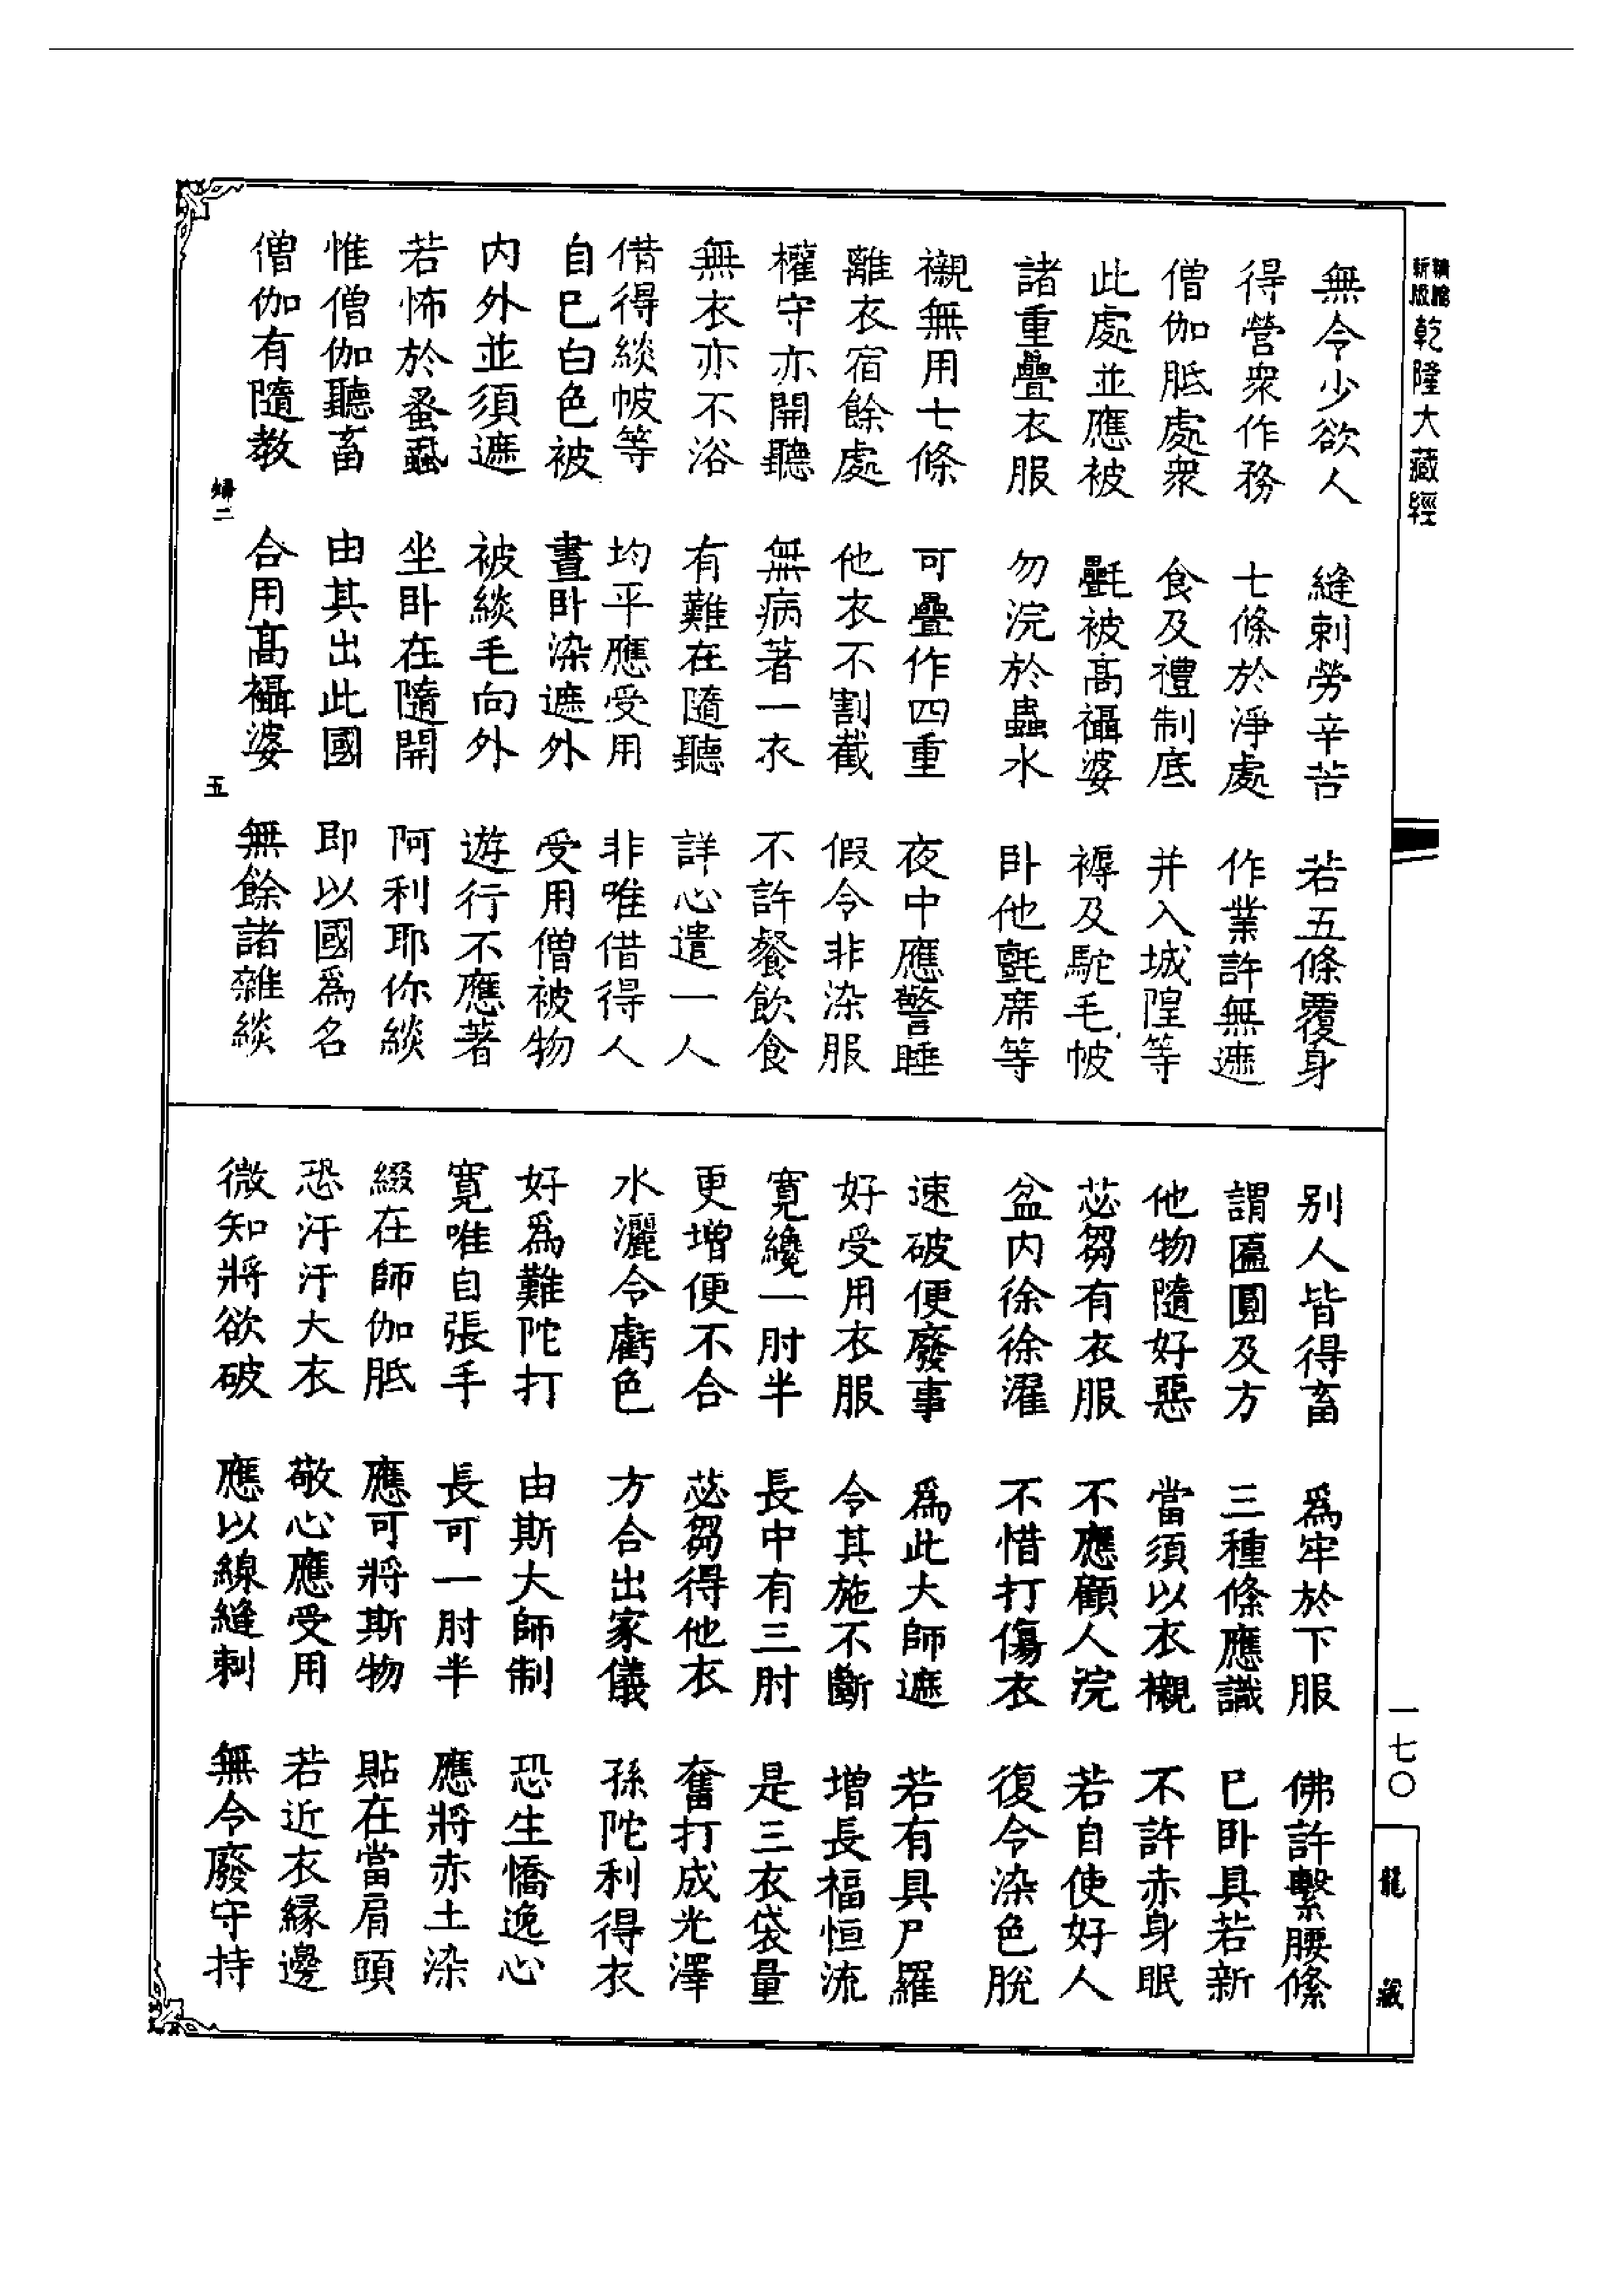 乾隆大藏經
無令少欲人　縫刺勞辛苦　若五條覆身
得營衆作務　七條於淨處　作業許無遮
僧伽胝處衆　食及禮制底　并入城隍等
此處並應被　氎被高襵婆　褥及駝毛帔
諸重疊衣服　勿浣於蟲水　卧他氈席等
襯無用七條　可疊作四重　夜中應警睡
離衣宿餘處　他衣不割截　假令非染服
權守亦開聽　無病著一衣　不許餐飲食
無衣亦不浴　有難在隨聽　詳心遣一人
借得緂帔等　均平應受用　非唯借得人
自巳白色被　晝卧染遮外　受用僧被物
内外並須遮　被緂毛向外　遊行不應著
若怖於蚤蝨　坐卧在隨開　阿利耶你緂
惟僧伽聽畜　由其出此國　即以國爲名
僧伽有隨教　合用高襵婆　無餘諸雜緂
二　五
别人皆得畜　爲牢於下服　佛許繫腰絛
謂匾圓及方　三種絛應識　巳卧具若新
他物隨好惡　當須以衣襯　不許赤身眠
苾芻有衣服　不應顧人浣　若自使好人
盆内徐徐濯　不惜打傷衣　復令染色脫
速破便廢事　爲此大師遮　若有具尸羅
好受用衣服　令其施不斷　增長福恒流
寬纔一肘半　長中有三肘　是三衣袋量
更增便不合　苾芻得他衣　奮打成光澤
水灑令虧色　方合出家儀　孫陀利得衣
好爲難陀打　由斯大師制　恐生憍逸心
寬唯自張手　長可一肘半　應將赤土染
綴在師伽胝　應可將斯物　貼在當肩頭
恐汗汙大衣　敬心應受用　若近衣緣邊
微知將欲破　應以線縫刺　無令廢守持
一七〇
龍藏